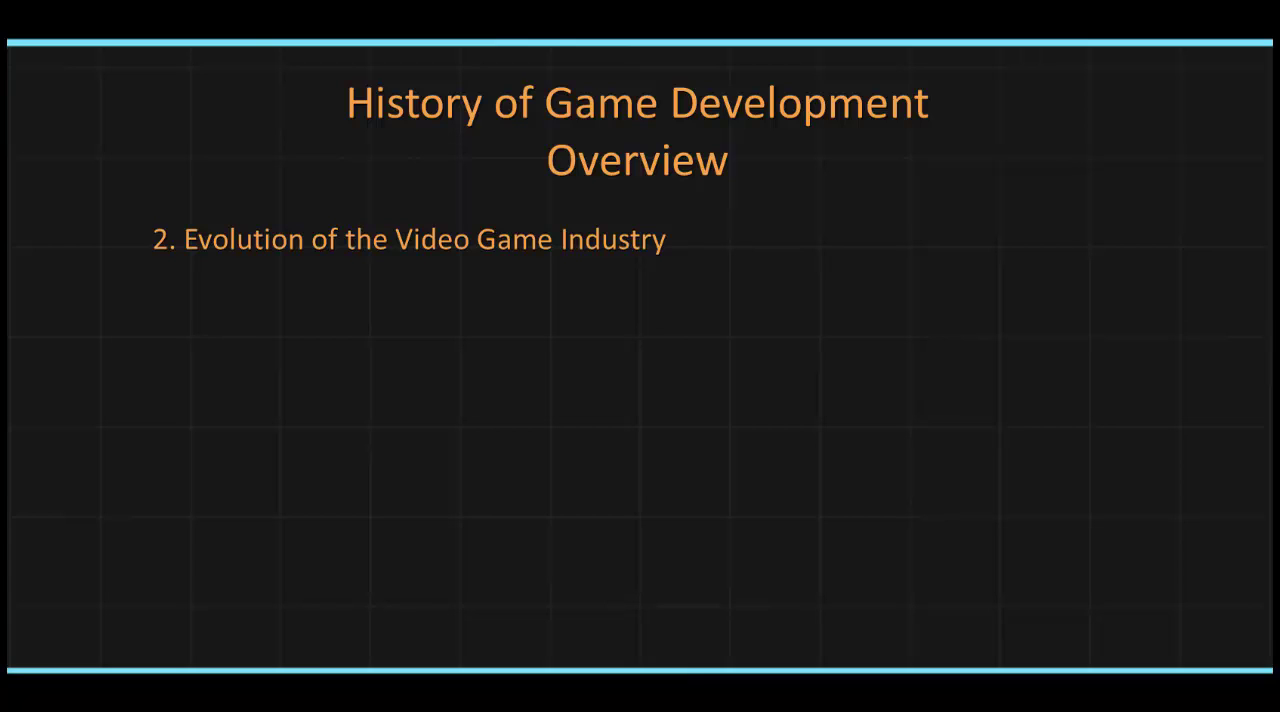 History of Game Development
Overview
2. Evolution of the Video Game Industry